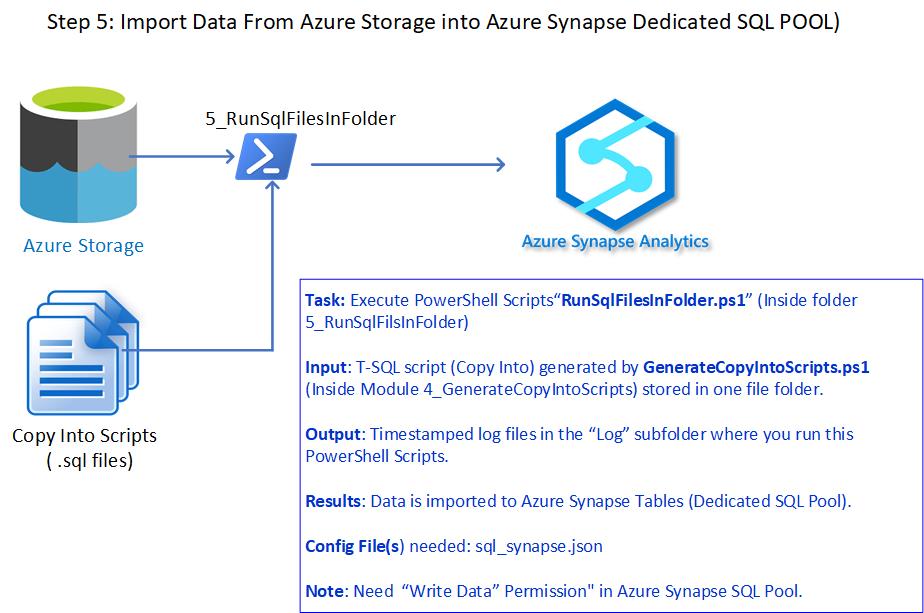 Step 5: Import Data From Azure Storage into Azure Synapse Dedicated SQL POOL)
5_RunSqlFilesInFolder
Azure Storage
Azure Synapse Analytics
Copy Into Scripts
( .sql files)
Task: Execute PowerShell Scripts“RunSqlFilesInFolder.ps1” (Inside folder
5_RunSqlFilsInFolder)
Input: T-SQL script (Copy Into) generated by GenerateCopyIntoScripts.ps1
(Inside Module 4_GenerateCopyIntoScripts) stored in one file folder.
Output: Timestamped log files in the “Log” subfolder where you run this
PowerShell Scripts.
Results: Data is imported to Azure Synapse Tables (Dedicated SQL Pool).
Config File(s) needed: sql_synapse.json
Note: Need “Write Data” Permission" in Azure Synapse SQL Pool.